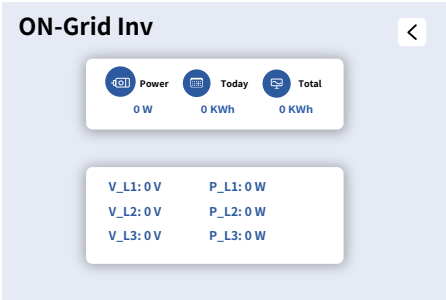 ON-Grid Inv
Power Today Total
0 W 0 KWh 0 KWh
V_L1: 0 V P_L1: 0 W
V_L2: 0 V P_L2: 0 W
V_L3: 0 V P_L3: 0 W